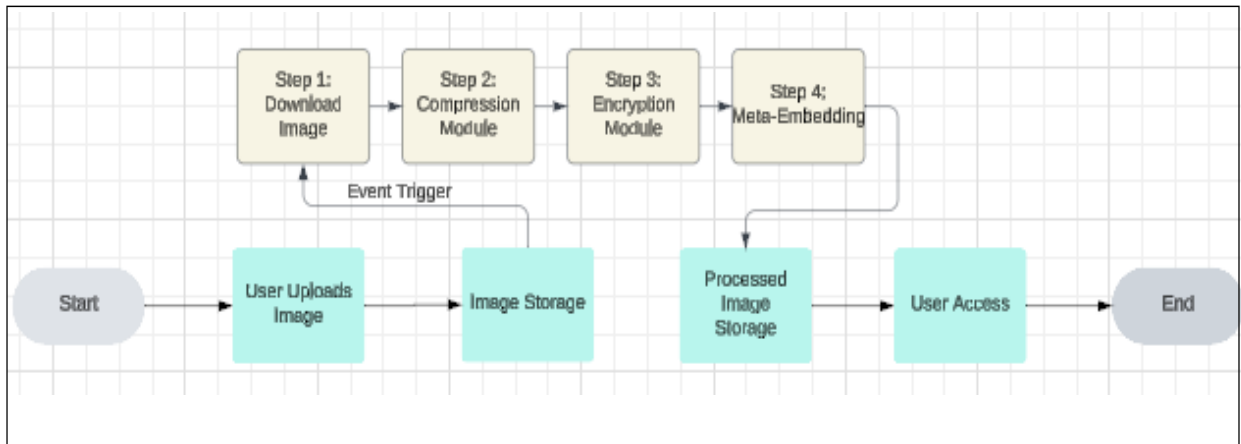 Step 1:
Download
Image
Step 2:
Compression
Module
Step 3:
Encryption
Module
Step 4:
Meta-Embedding
Event Trigger
Start
User Uploads
Image
Image Storage
Processed
Image
Storage
User Access
End